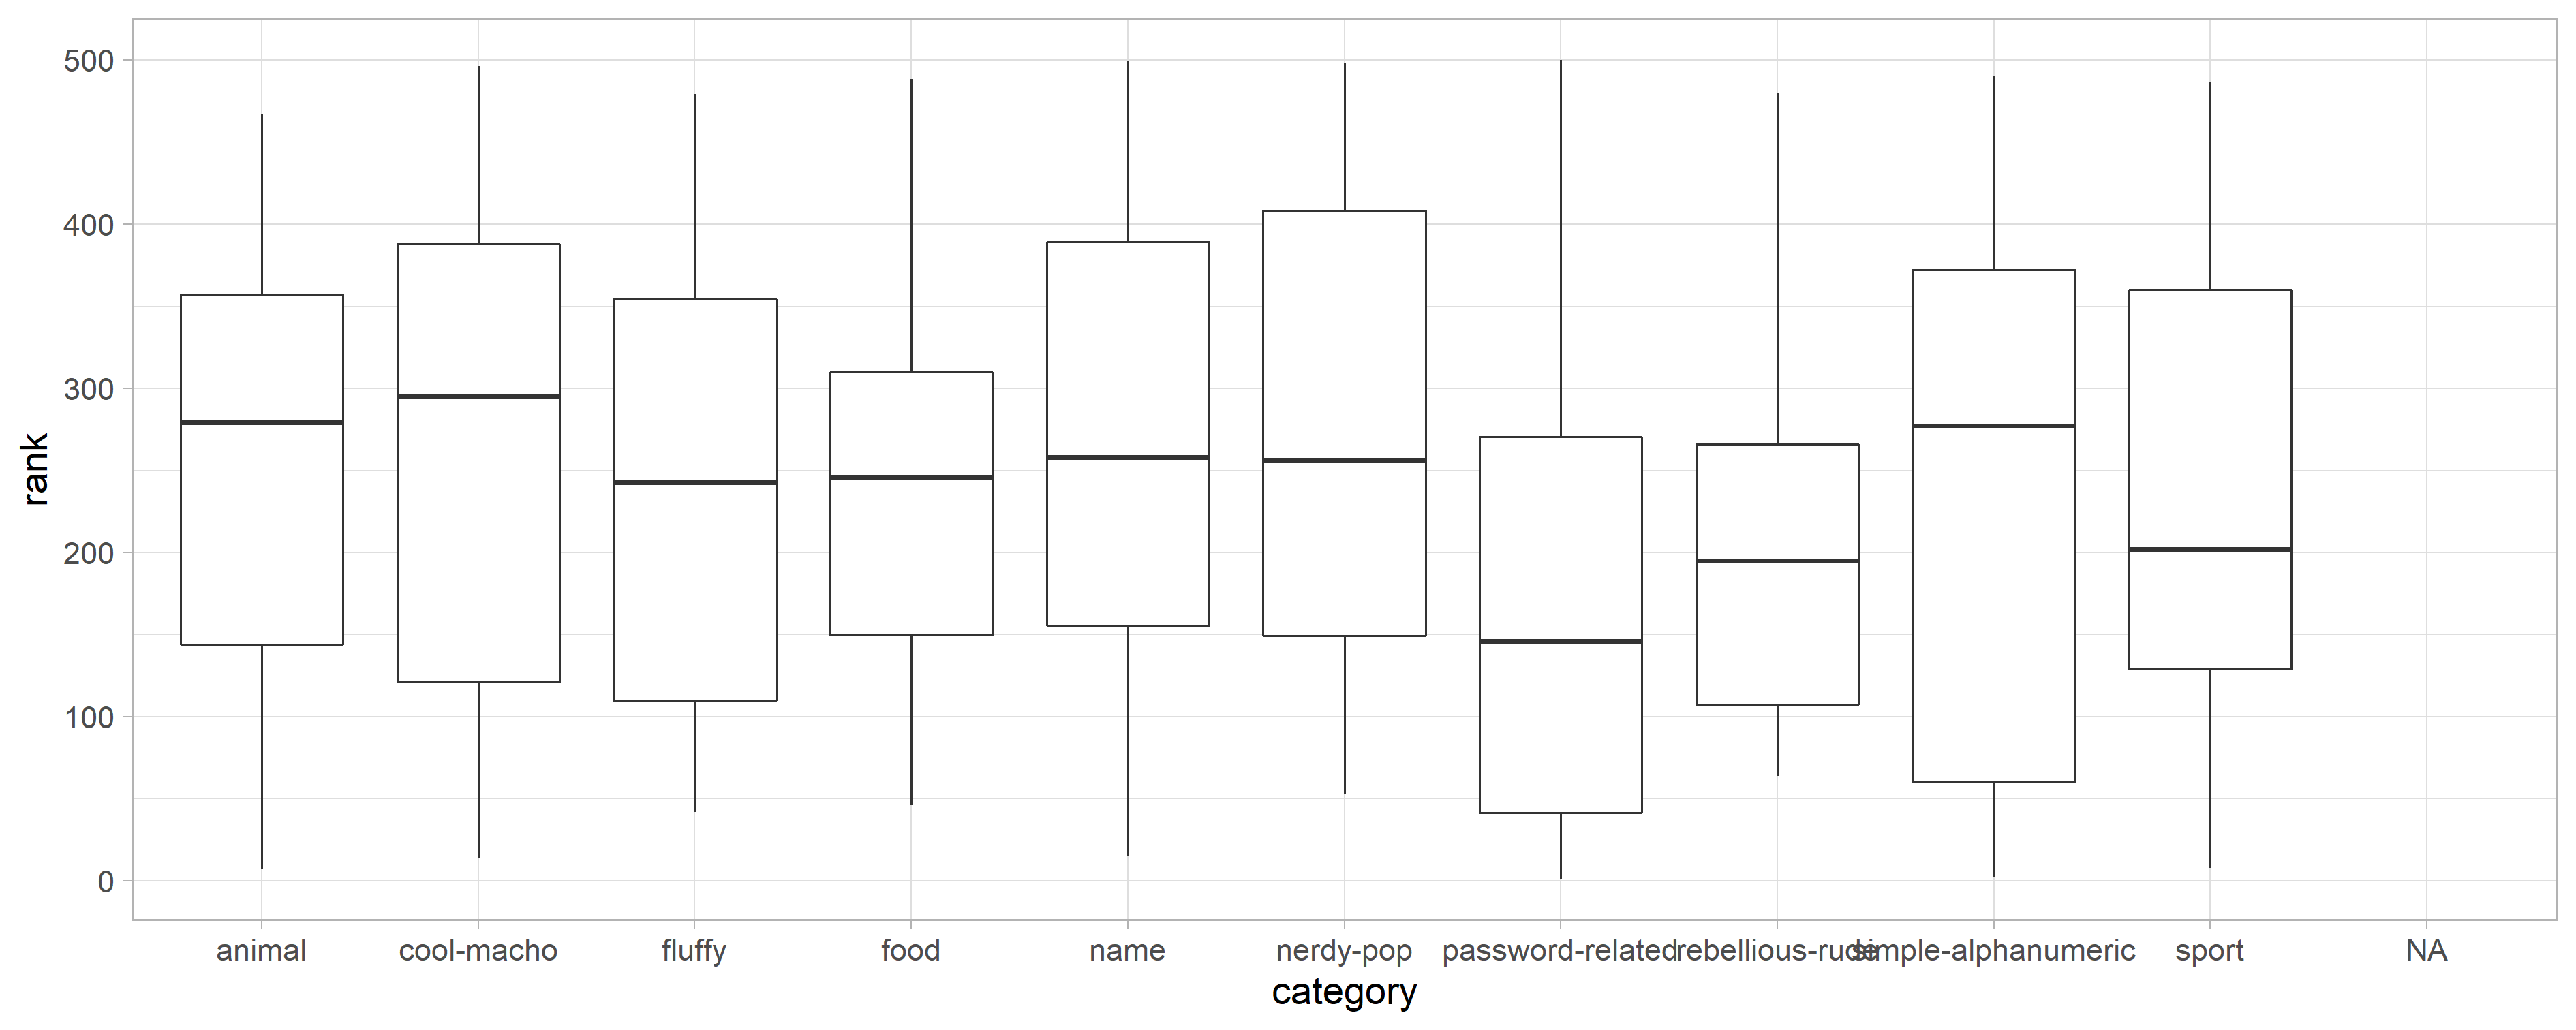 500
400
300
200
100
0
rank
animal cool-macho fluffy food name nerdy-pop password-related rebellious-rude simple-alphanumeric sport NA
category